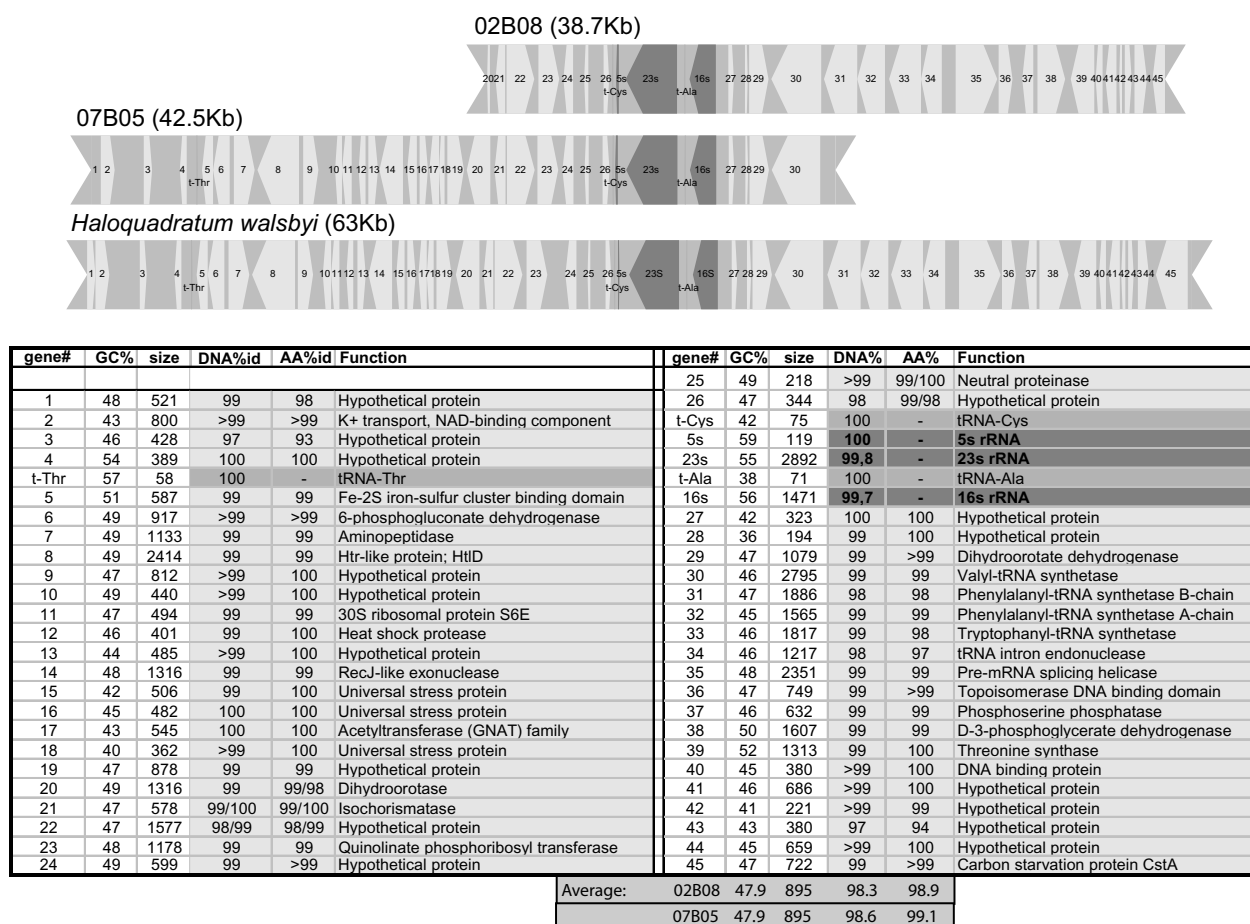 02B08 (38.7Kb)
20 21 22 23 24 25 26 5s 23s 16s 27 28 29 30 31 32 33 34 35 36 37 38 39 40 41 42 43 44 45
t-Cys t-Ala
07B05 (42.5Kb)
1 2 3 4 5 6 7 8 9 10 11 12 13 14 15 16 17 18 19 20 21 22 23 24 25 26 5s 23s 16s 27 28 29 30
t-Thr t-Cys t-Ala
Haloquadratum walsbyi (63Kb)
1 2 3 4 5 6 7 8 9 10 11 12 13 14 15 16 17 18 19 20 21 22 23 24 25 26 5s 23S 16S 27 28 29 30 31 32 33 34 35 36 37 38 39 40 41 42 43 44 45
t-Thr t-Cys t-Ala
gene# GC% size DNA%id AA%id Function gene# GC% size DNA% AA% Function
25 49 218 >99 99/100 Neutral proteinase
1 48 521 99 98 Hypothetical protein 26 47 344 98 99/98 Hypothetical protein
2 43 800 >99 >99 K+ transport, NAD-binding component t-Cys 42 75 100 - tRNA-Cys
3 46 428 97 93 Hypothetical protein 5s 59 119 100 - 5s rRNA
4 54 389 100 100 Hypothetical protein 23s 55 2892 99,8 - 23s rRNA
t-Thr 57 58 100 - tRNA-Thr t-Ala 38 71 100 - tRNA-Ala
5 51 587 99 99 Fe-2S iron-sulfur cluster binding domain 16s 56 1471 99,7 - 16s rRNA
6 49 917 >99 >99 6-phosphogluconate dehydrogenase 27 42 323 100 100 Hypothetical protein
7 49 1133 99 99 Aminopeptidase 28 36 194 99 100 Hypothetical protein
8 49 2414 99 99 Htr-like protein; HtlD 29 47 1079 99 >99 Dihydroorotate dehydrogenase
9 47 812 >99 100 Hypothetical protein 30 46 2795 99 99 Valyl-tRNA synthetase
10 49 440 >99 100 Hypothetical protein 31 47 1886 98 98 Phenylalanyl-tRNA synthetase B-chain
11 47 494 99 99 30S ribosomal protein S6E 32 45 1565 99 99 Phenylalanyl-tRNA synthetase A-chain
12 46 401 99 100 Heat shock protease 33 46 1817 99 98 Tryptophanyl-tRNA synthetase
13 44 485 >99 100 Hypothetical protein 34 46 1217 98 97 tRNA intron endonuclease
14 48 1316 99 99 RecJ-like exonuclease 35 48 2351 99 99 Pre-mRNA splicing helicase
15 42 506 99 100 Universal stress protein 36 47 749 99 >99 Topoisomerase DNA binding domain
16 45 482 100 100 Universal stress protein 37 46 632 99 99 Phosphoserine phosphatase
17 43 545 100 100 Acetyltransferase (GNAT) family 38 50 1607 99 99 D-3-phosphoglycerate dehydrogenase
18 40 362 >99 100 Universal stress protein 39 52 1313 99 100 Threonine synthase
19 47 878 99 99 Hypothetical protein 40 45 380 >99 100 DNA binding protein
20 49 1316 99 99/98 Dihydroorotase 41 46 686 >99 100 Hypothetical protein
21 47 578 99/100 99/100 Isochorismatase 42 41 221 >99 99 Hypothetical protein
22 47 1577 98/99 98/99 Hypothetical protein 43 43 380 97 94 Hypothetical protein
23 48 1178 99 99 Quinolinate phosphoribosyl transferase 44 45 659 >99 100 Hypothetical protein
24 49 599 99 >99 Hypothetical protein 45 47 722 99 >99 Carbon starvation protein CstA
Average: 02B08 47.9 895 98.3 98.9
07B05 47.9 895 98.6 99.1